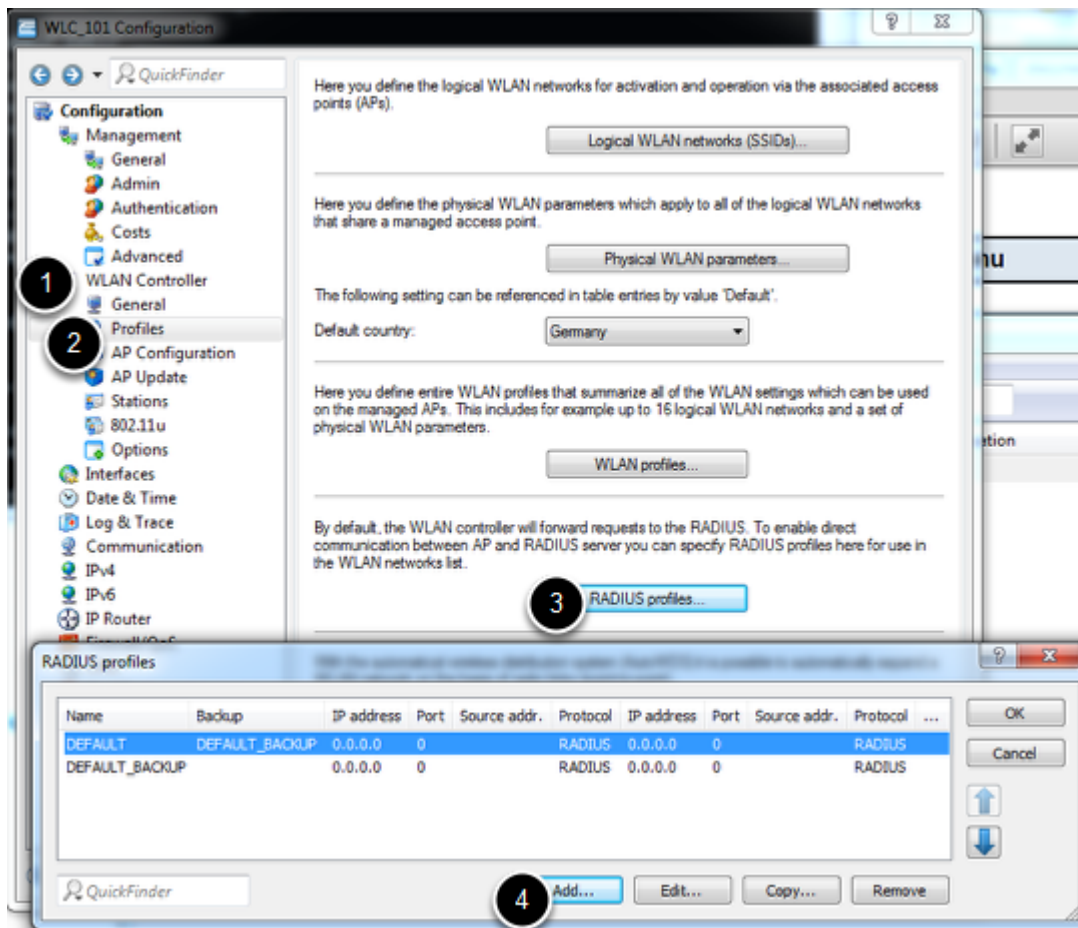 WLC_101 Configuration
QuickFinder
Configuration
Management
General
Admin
Authentication
Costs
Advanced
1
WLAN Controller
General
2
Profiles
AP Configuration
AP Update
Stations
802.11u
Options
Interfaces
Date & Time
Log & Trace
Communication
IPv4
IPv6
IP Router
Firewall/QoS
Here you define the logical WLAN networks for activation and operation via the associated access
points (APs).
Logical WLAN networks (SSIDs)...
Here you define the physical WLAN parameters which apply to all of the logical WLAN networks
that share a managed access point.
Physical WLAN parameters...
The following setting can be referenced in table entries by value 'Default'.
Default country:
Germany
Here you define entire WLAN profiles that summarize all of the WLAN settings which can be used
on the managed APs. This includes for example up to 16 logical WLAN networks and a set of
physical WLAN parameters.
WLAN profiles...
By default, the WLAN controller will forward requests to the RADIUS. To enable direct
communication between AP and RADIUS server you can specify RADIUS profiles here for use in
the WLAN networks list.
3
RADIUS profiles...
nu
ation
RADIUS profiles
Name Backup IP address Port Source addr. Protocol IP address Port Source addr. Protocol ...
DEFAULT DEFAULT_BACKUP 0.0.0.0 0 RADIUS 0.0.0.0 0 RADIUS
DEFAULT_BACKUP 0.0.0.0 0 RADIUS 0.0.0.0 0 RADIUS
OK
Cancel
QuickFinder
4
Add...
Edit...
Copy...
Remove